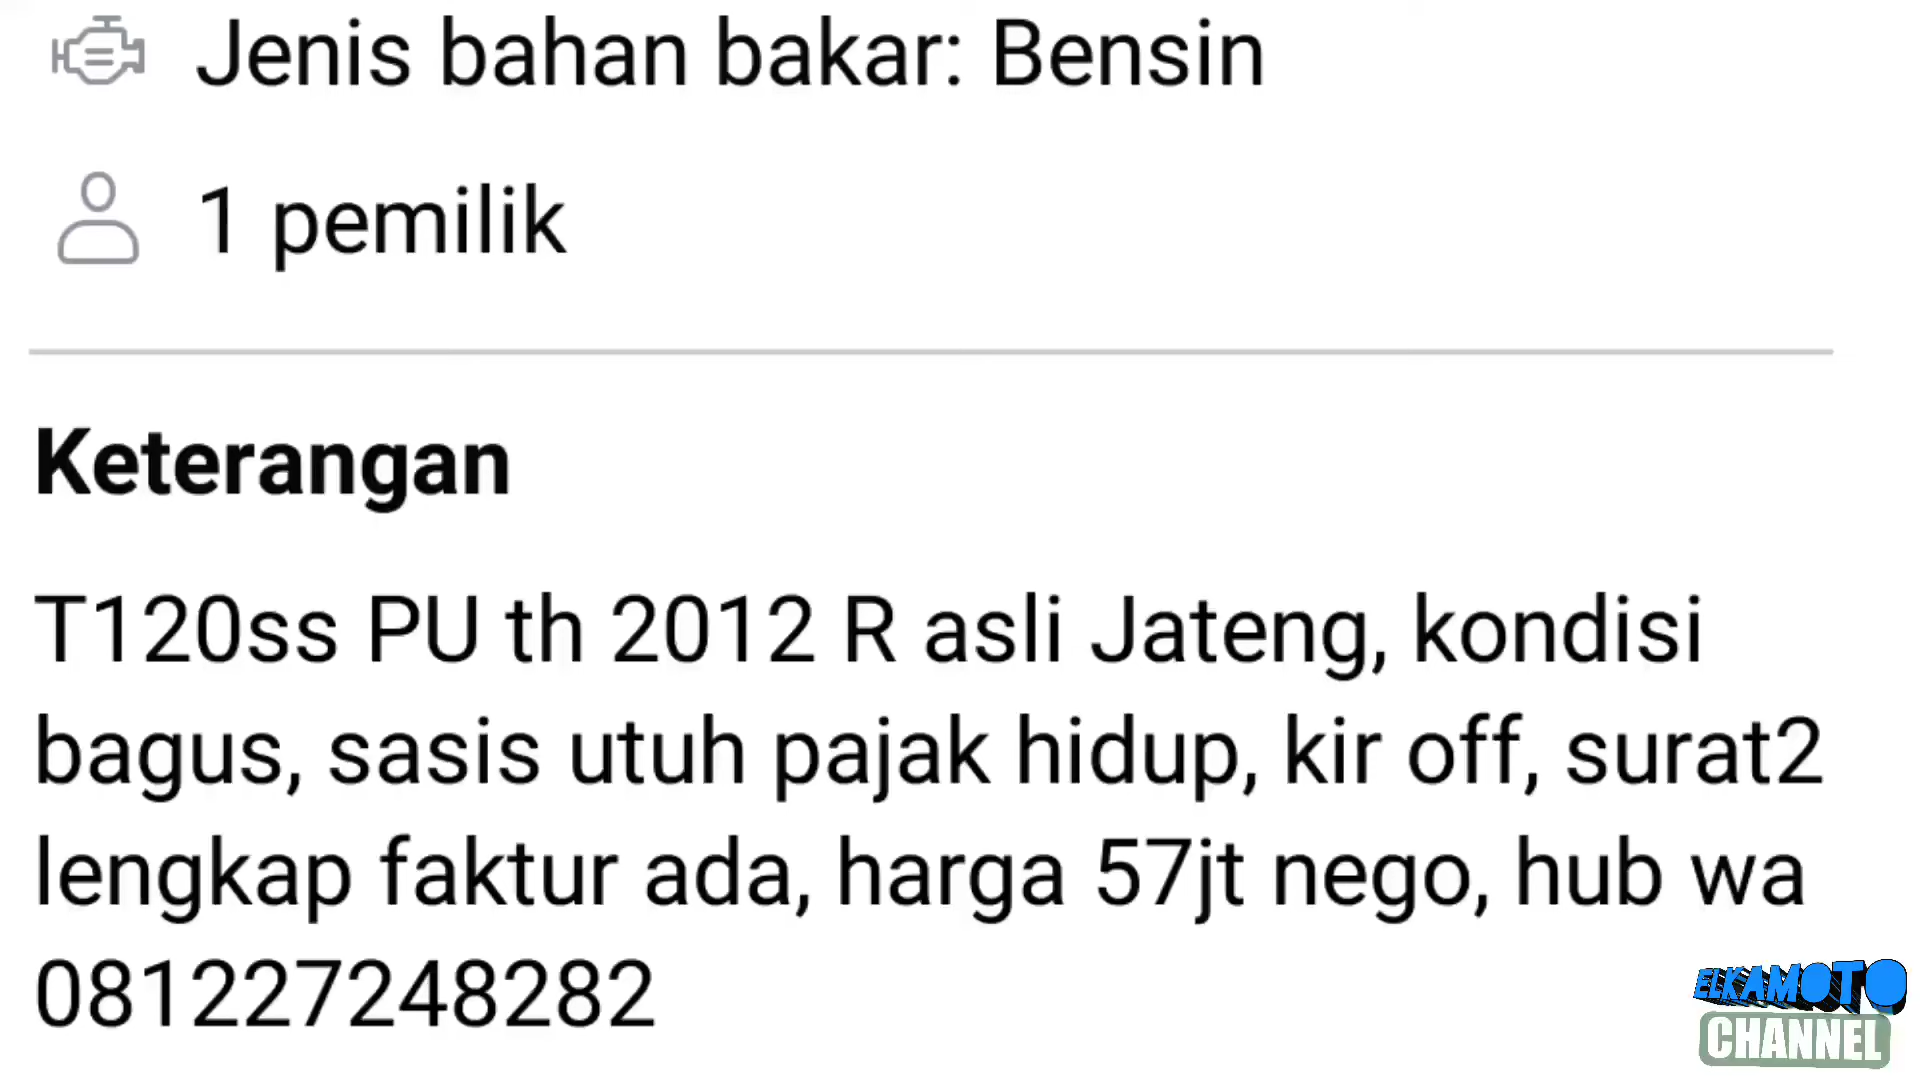 Jenis bahan bakar: Bensin
1 pemilik
Keterangan
T120ss PU th 2012 R asli Jateng, kondisi
bagus, sasis utuh pajak hidup, kir off, surat2
lengkap faktur ada, harga 57jt nego, hub wa
081227248282
ELKAMOTO
CHANNEL